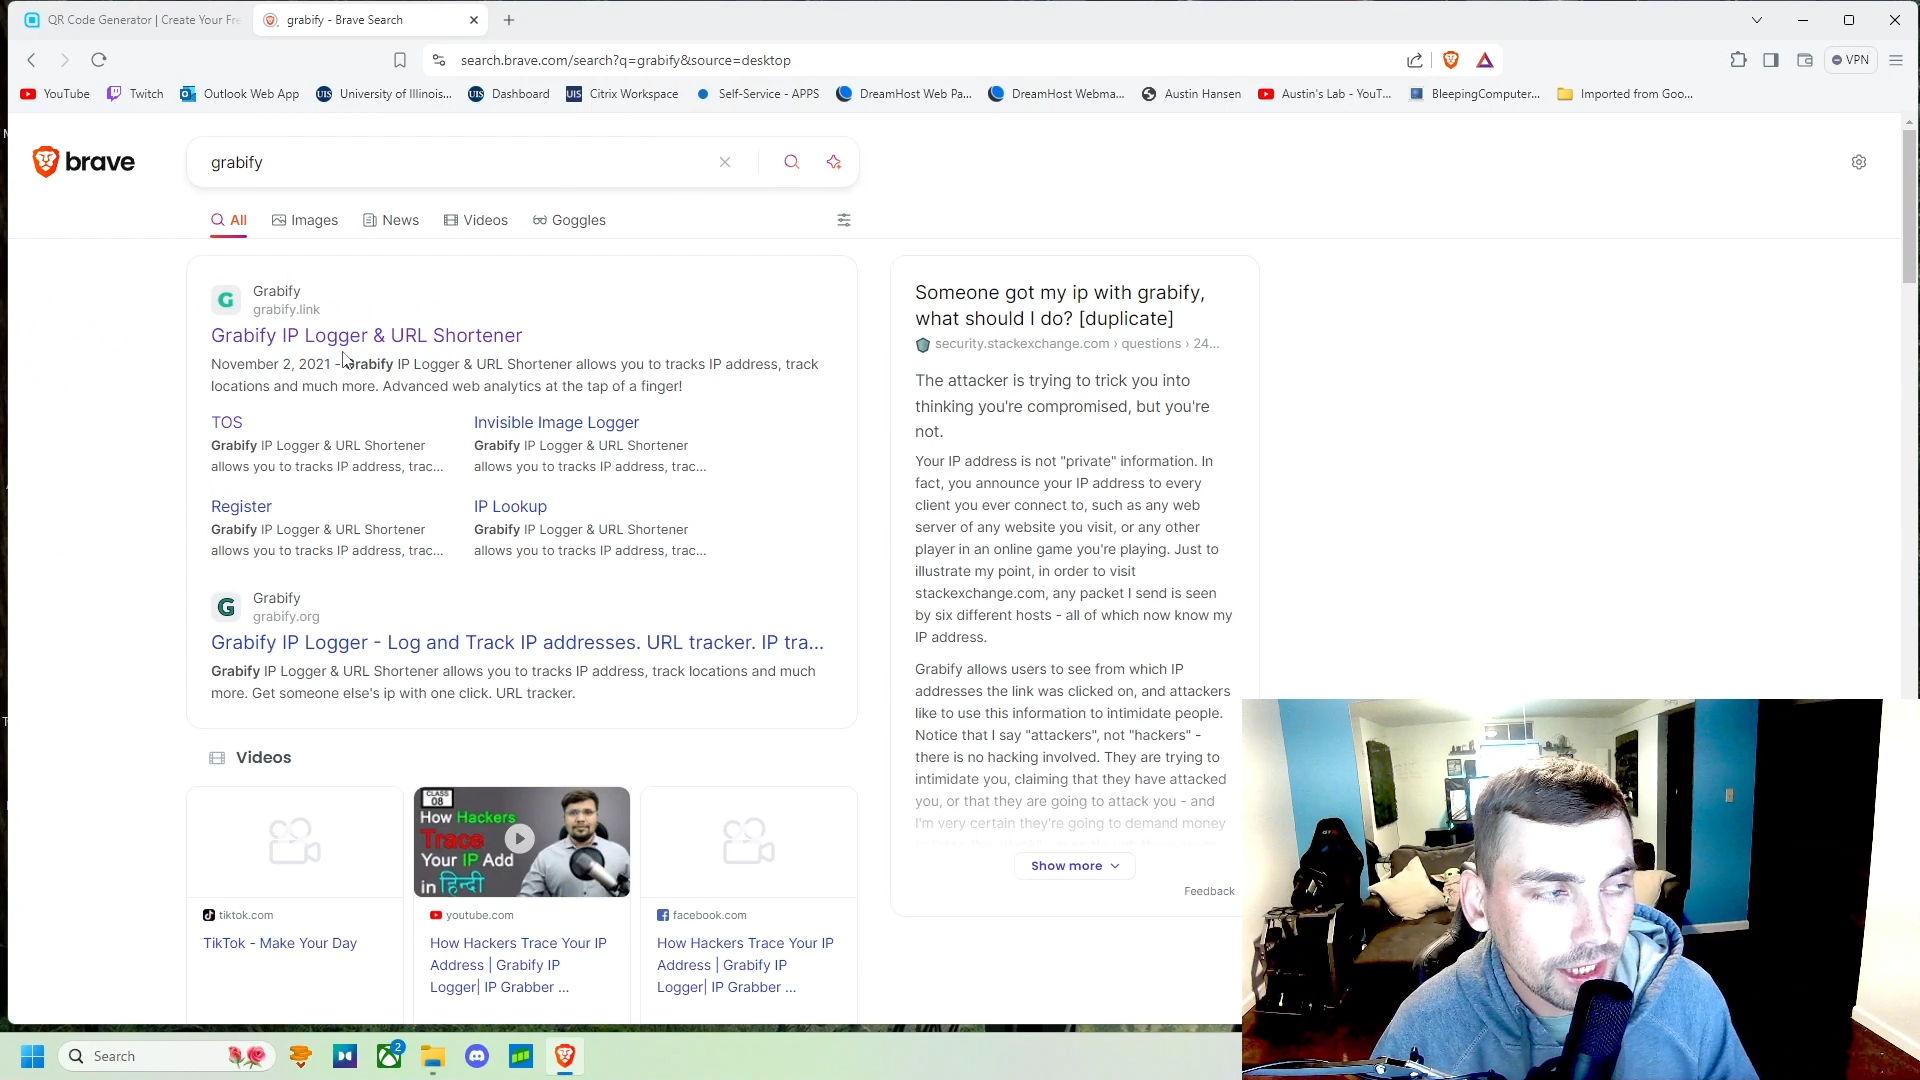 QR Code Generator | Create Your Fre
grabify - Brave Search
search.brave.com/search?q=grabify&source=desktop
VPN
YouTube
Twitch
Outlook Web App
University of Illinois...
Dashboard
Citrix Workspace
Self-Service - APPS
DreamHost Web Pa...
DreamHost Webma...
Austin Hansen
Austin's Lab - YouT...
BleepingComputer...
Imported from Goo...
brave
grabify
All
Images
News
Videos
Goggles
Grabify
grabify.link
Grabify IP Logger & URL Shortener
November 2, 2021 - Grabify IP Logger & URL Shortener allows you to tracks IP address, track
locations and much more. Advanced web analytics at the tap of a finger!
TOS
Grabify IP Logger & URL Shortener
allows you to tracks IP address, trac...
Invisible Image Logger
Grabify IP Logger & URL Shortener
allows you to tracks IP address, trac...
Register
Grabify IP Logger & URL Shortener
allows you to tracks IP address, trac...
IP Lookup
Grabify IP Logger & URL Shortener
allows you to tracks IP address, trac...
Grabify
grabify.org
Grabify IP Logger - Log and Track IP addresses. URL tracker. IP tra...
Grabify IP Logger & URL Shortener allows you to tracks IP address, track locations and much
more. Get someone else's ip with one click. URL tracker.
Videos
CLASS
08
How Hackers
Trace
Your IP Add
in हिन्दी
tiktok.com
TikTok - Make Your Day
youtube.com
How Hackers Trace Your IP
Address | Grabify IP
Logger| IP Grabber ...
facebook.com
How Hackers Trace Your IP
Address | Grabify IP
Logger| IP Grabber ...
Someone got my ip with grabify,
what should I do? [duplicate]
security.stackexchange.com › questions › 24...
The attacker is trying to trick you into
thinking you're compromised, but you're
not.
Your IP address is not "private" information. In
fact, you announce your IP address to every
client you ever connect to, such as any web
server of any website you visit, or any other
player in an online game you're playing. Just to
illustrate my point, in order to visit
stackexchange.com, any packet I send is seen
by six different hosts - all of which now know my
IP address.
Grabify allows users to see from which IP
addresses the link was clicked on, and attackers
like to use this information to intimidate people.
Notice that I say "attackers", not "hackers" -
there is no hacking involved. They are trying to
intimidate you, claiming that they have attacked
you, or that they are going to attack you - and
I'm very certain they're going to demand money
Show more
Feedback
Search
2